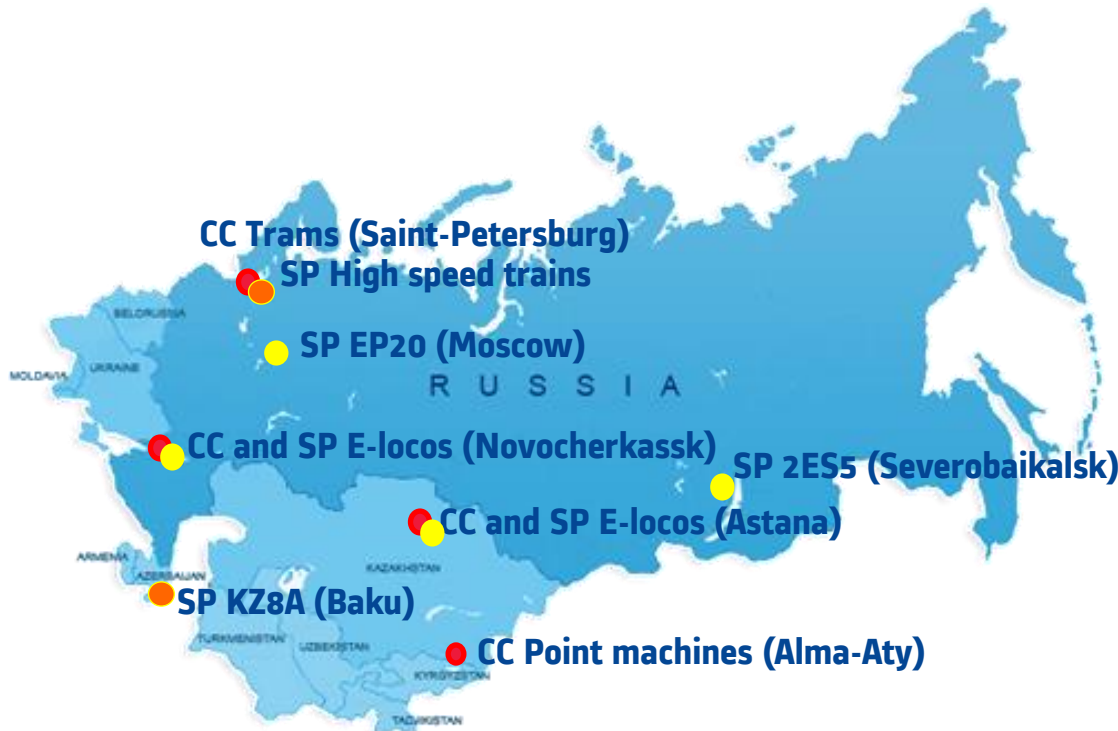 CC Trams (Saint-Petersburg)
SP High speed trains
BELORUSIA
SP EP20 (Moscow)
UKRAINE
MOLDAVIA
RUSSIA
CC and SP E-locos (Novocherkassk)
SP 2ES5 (Severobaikalsk)
CC and SP E-locos (Astana)
ARMENIA
KAZAKHSTAN
AZERBAIJAN
SP KZ8A (Baku)
TURKMENISTAN
UZBEKISTAN
CC Point machines (Alma-Aty)
KYRGYZSTAN
TADJIKISTAN